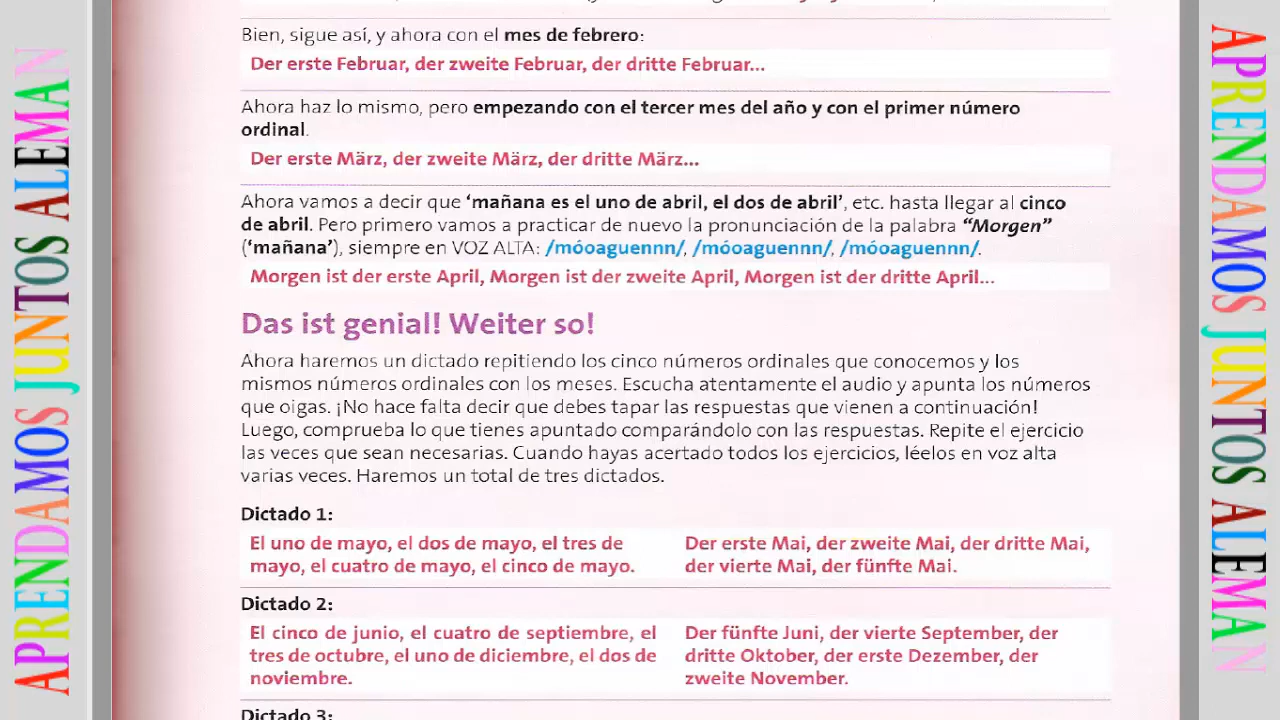 Bien, sigue así, y ahora con el mes de febrero:
Der erste Februar, der zweite Februar, der dritte Februar...
Ahora haz lo mismo, pero empezando con el tercer mes del año y con el primer número
ordinal.
Der erste März, der zweite März, der dritte März...
Ahora vamos a decir que ‘mañana es el uno de abril, el dos de abril’, etc. hasta llegar al cinco
de abril. Pero primero vamos a practicar de nuevo la pronunciación de la palabra “Morgen”
(‘mañana’), siempre en VOZ ALTA: /móoaguennn/, /móoaguennn/, /móoaguennn/.
Morgen ist der erste April, Morgen ist der zweite April, Morgen ist der dritte April...
Das ist genial! Weiter so!
Ahora haremos un dictado repitiendo los cinco números ordinales que conocemos y los
mismos números ordinales con los meses. Escucha atentamente el audio y apunta los números
que oigas. ¡No hace falta decir que debes tapar las respuestas que vienen a continuación!
Luego, comprueba lo que tienes apuntado comparándolo con las respuestas. Repite el ejercicio
las veces que sean necesarias. Cuando hayas acertado todos los ejercicios, léelos en voz alta
varias veces. Haremos un total de tres dictados.
Dictado 1:
El uno de mayo, el dos de mayo, el tres de
mayo, el cuatro de mayo, el cinco de mayo.
Der erste Mai, der zweite Mai, der dritte Mai,
der vierte Mai, der fünfte Mai.
Dictado 2:
El cinco de junio, el cuatro de septiembre, el
tres de octubre, el uno de diciembre, el dos de
noviembre.
Der fünfte Juni, der vierte September, der
dritte Oktober, der erste Dezember, der
zweite November.
Dictado 3:
APRENDAMOS JUNTOS ALEMAN
APRENDAMOS JUNTOS ALEMAN